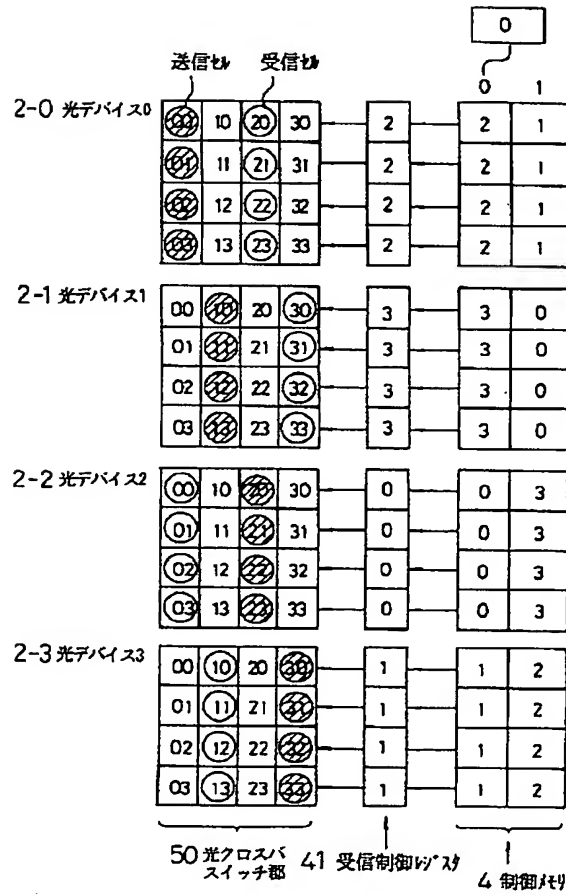 0
送信セル 受信セル
0 1
2-0 光デバイス0
00 10 20 30 2 2 1
01 11 21 31 2 2 1
02 12 22 32 2 2 1
03 13 23 33 2 2 1
2-1 光デバイス1
00 10 20 30 3 3 0
01 11 21 31 3 3 0
02 12 22 32 3 3 0
03 13 23 33 3 3 0
2-2 光デバイス2
00 10 20 30 0 0 3
01 11 21 31 0 0 3
02 12 22 32 0 0 3
03 13 23 33 0 0 3
2-3 光デバイス3
00 10 20 30 1 1 2
01 11 21 31 1 1 2
02 12 22 32 1 1 2
03 13 23 33 1 1 2
50 光クロスバ
スイッチ郡
41 受信制御レジスタ
4 制御メモリ